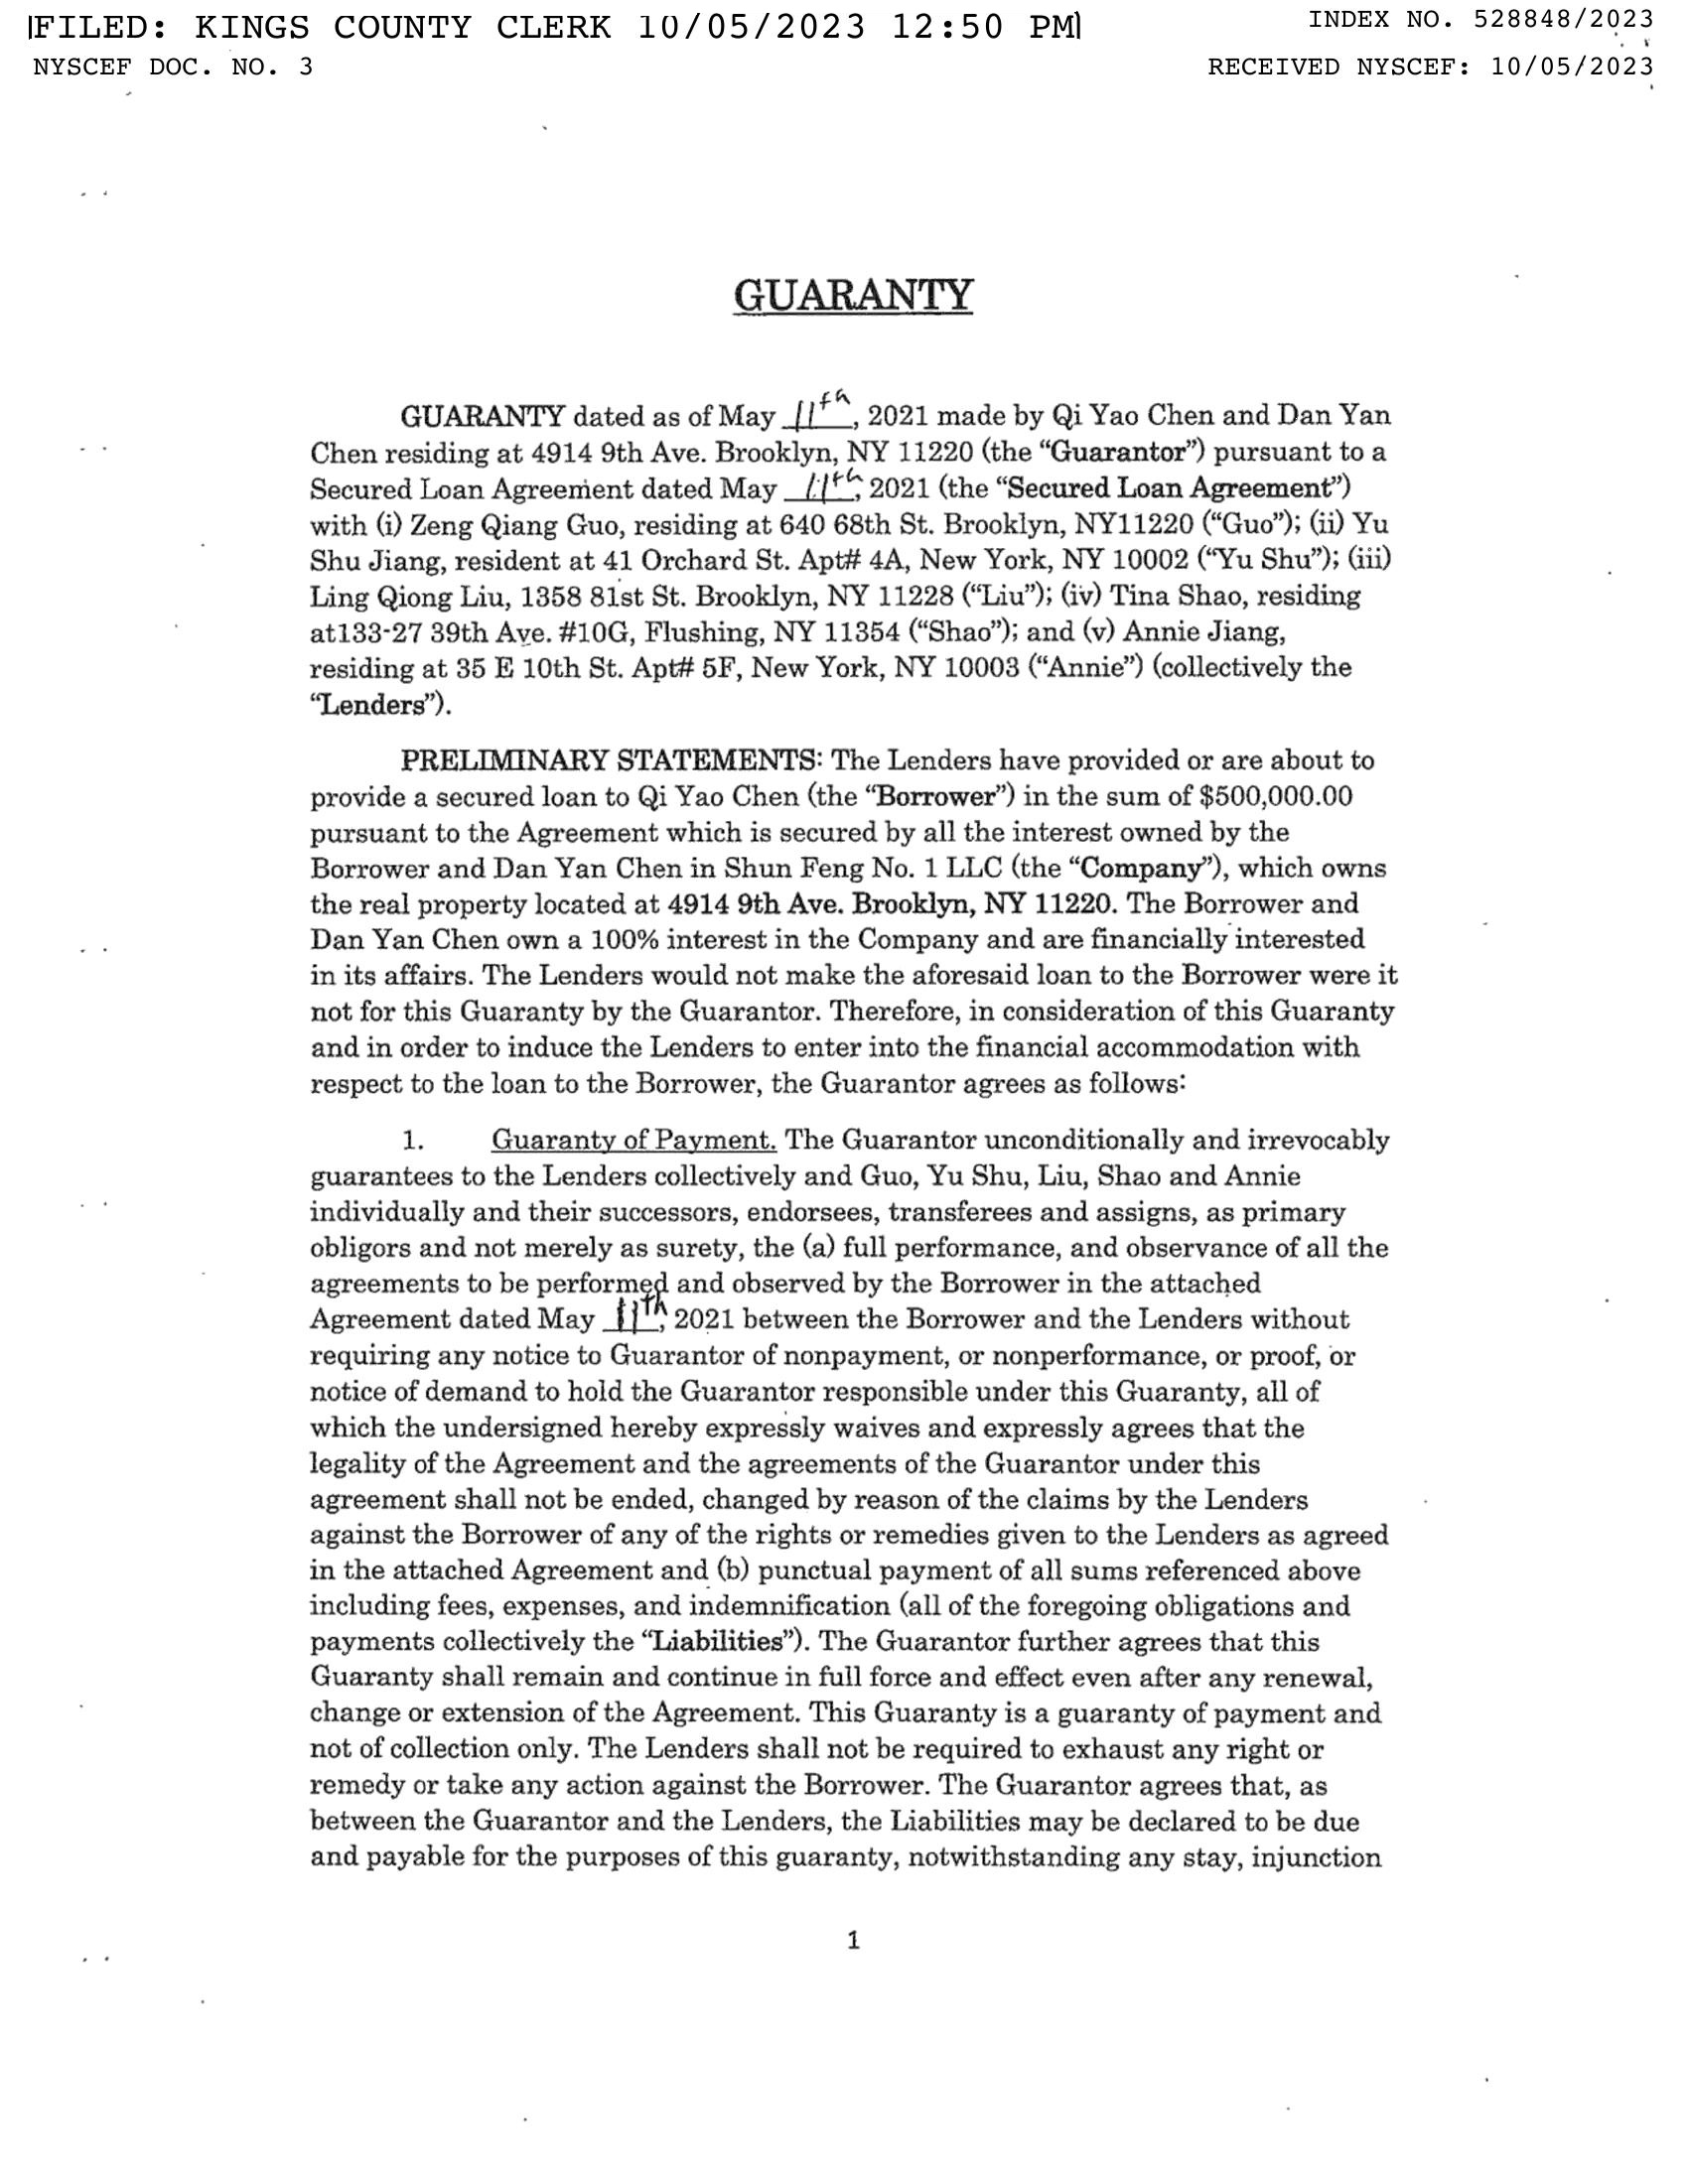 FILED: KINGS COUNTY CLERK 10/05/2023 12:50 PM
INDEX NO. 528848/2023
NYSCEF DOC. NO. 3
RECEIVED NYSCEF: 10/05/2023
GUARANTY
GUARANTY dated as of May 11th, 2021 made by Qi Yao Chen and Dan Yan
Chen residing at 4914 9th Ave. Brooklyn, NY 11220 (the “Guarantor”) pursuant to a
Secured Loan Agreement dated May 11th, 2021 (the “Secured Loan Agreement”)
with (i) Zeng Qiang Guo, residing at 640 68th St. Brooklyn, NY11220 (“Guo”); (ii) Yu
Shu Jiang, resident at 41 Orchard St. Apt# 4A, New York, NY 10002 (“Yu Shu”); (iii)
Ling Qiong Liu, 1358 81st St. Brooklyn, NY 11228 (“Liu”); (iv) Tina Shao, residing
at133-27 39th Ave. #10G, Flushing, NY 11354 (“Shao”); and (v) Annie Jiang,
residing at 35 E 10th St. Apt# 5F, New York, NY 10003 (“Annie”) (collectively the
“Lenders”).
PRELIMINARY STATEMENTS: The Lenders have provided or are about to
provide a secured loan to Qi Yao Chen (the “Borrower”) in the sum of $500,000.00
pursuant to the Agreement which is secured by all the interest owned by the
Borrower and Dan Yan Chen in Shun Feng No. 1 LLC (the “Company”), which owns
the real property located at 4914 9th Ave. Brooklyn, NY 11220. The Borrower and
Dan Yan Chen own a 100% interest in the Company and are financially interested
in its affairs. The Lenders would not make the aforesaid loan to the Borrower were it
not for this Guaranty by the Guarantor. Therefore, in consideration of this Guaranty
and in order to induce the Lenders to enter into the financial accommodation with
respect to the loan to the Borrower, the Guarantor agrees as follows:
1. Guaranty of Payment. The Guarantor unconditionally and irrevocably
guarantees to the Lenders collectively and Guo, Yu Shu, Liu, Shao and Annie
individually and their successors, endorsees, transferees and assigns, as primary
obligors and not merely as surety, the (a) full performance, and observance of all the
agreements to be performed and observed by the Borrower in the attached
Agreement dated May 11th, 2021 between the Borrower and the Lenders without
requiring any notice to Guarantor of nonpayment, or nonperformance, or proof, or
notice of demand to hold the Guarantor responsible under this Guaranty, all of
which the undersigned hereby expressly waives and expressly agrees that the
legality of the Agreement and the agreements of the Guarantor under this
agreement shall not be ended, changed by reason of the claims by the Lenders
against the Borrower of any of the rights or remedies given to the Lenders as agreed
in the attached Agreement and (b) punctual payment of all sums referenced above
including fees, expenses, and indemnification (all of the foregoing obligations and
payments collectively the “Liabilities”). The Guarantor further agrees that this
Guaranty shall remain and continue in full force and effect even after any renewal,
change or extension of the Agreement. This Guaranty is a guaranty of payment and
not of collection only. The Lenders shall not be required to exhaust any right or
remedy or take any action against the Borrower. The Guarantor agrees that, as
between the Guarantor and the Lenders, the Liabilities may be declared to be due
and payable for the purposes of this guaranty, notwithstanding any stay, injunction
1